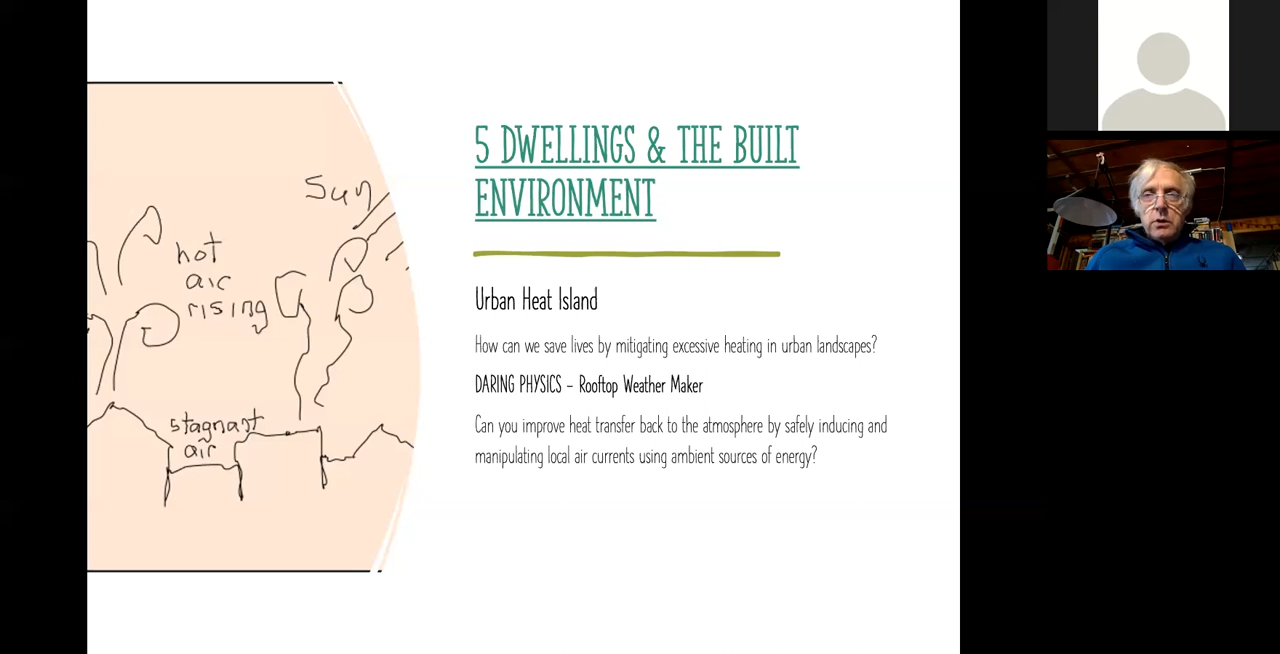 Sun
hot
air
rising
stagnant
air
5 DWELLINGS & THE BUILT
ENVIRONMENT
Urban Heat Island
How can we save lives by mitigating excessive heating in urban landscapes?
DARING PHYSICS – Rooftop Weather Maker
Can you improve heat transfer back to the atmosphere by safely inducing and
manipulating local air currents using ambient sources of energy?